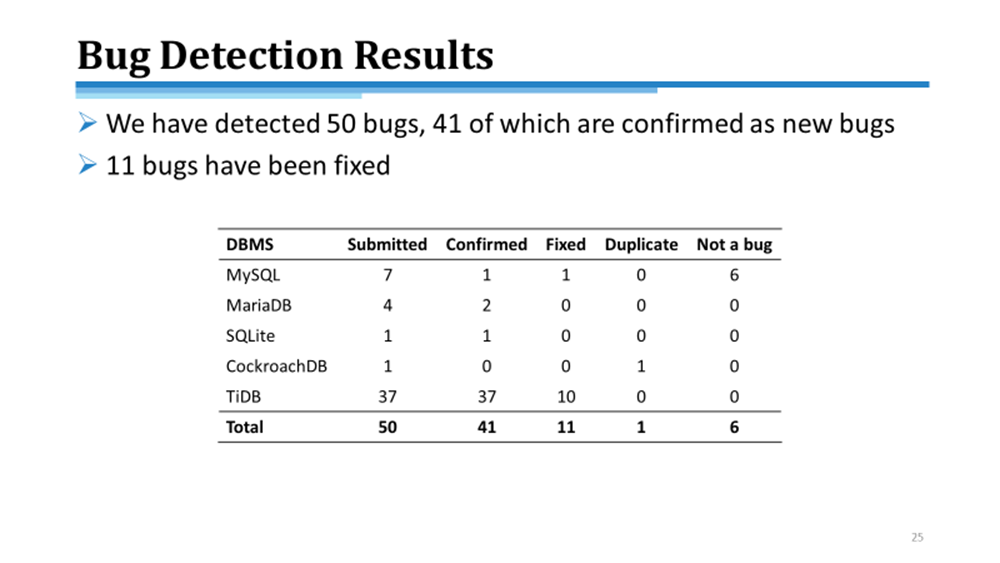 Bug Detection Results
We have detected 50 bugs, 41 of which are confirmed as new bugs
11 bugs have been fixed
DBMS Submitted Confirmed Fixed Duplicate Not a bug
MySQL 7 1 1 0 6
MariaDB 4 2 0 0 0
SQLite 1 1 0 0 0
CockroachDB 1 0 0 1 0
TiDB 37 37 10 0 0
Total 50 41 11 1 6
25